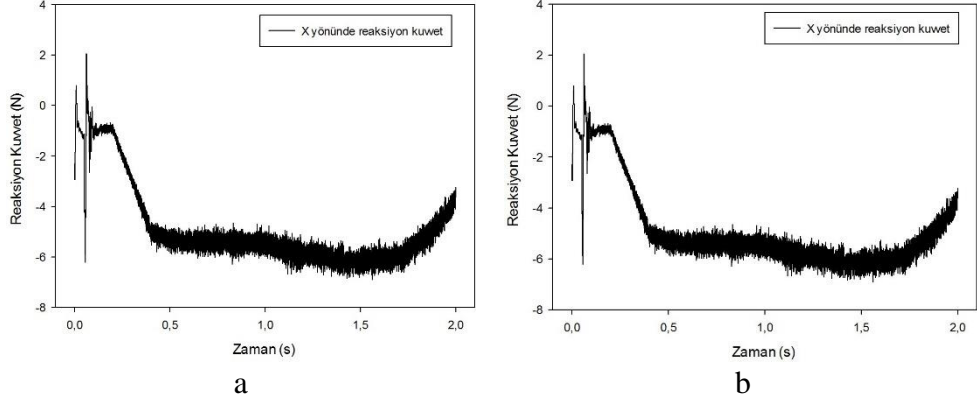 4
2
0
-2
-4
-6
-8
Reaksiyon Kuvvet (N)
X yönünde reaksiyon kuvvet
0,0 0,5 1,0 1,5 2,0
Zaman (s)
a
4
2
0
-2
-4
-6
-8
Reaksiyon Kuvvet (N)
X yönünde reaksiyon kuvvet
0,0 0,5 1,0 1,5 2,0
Zaman (s)
b